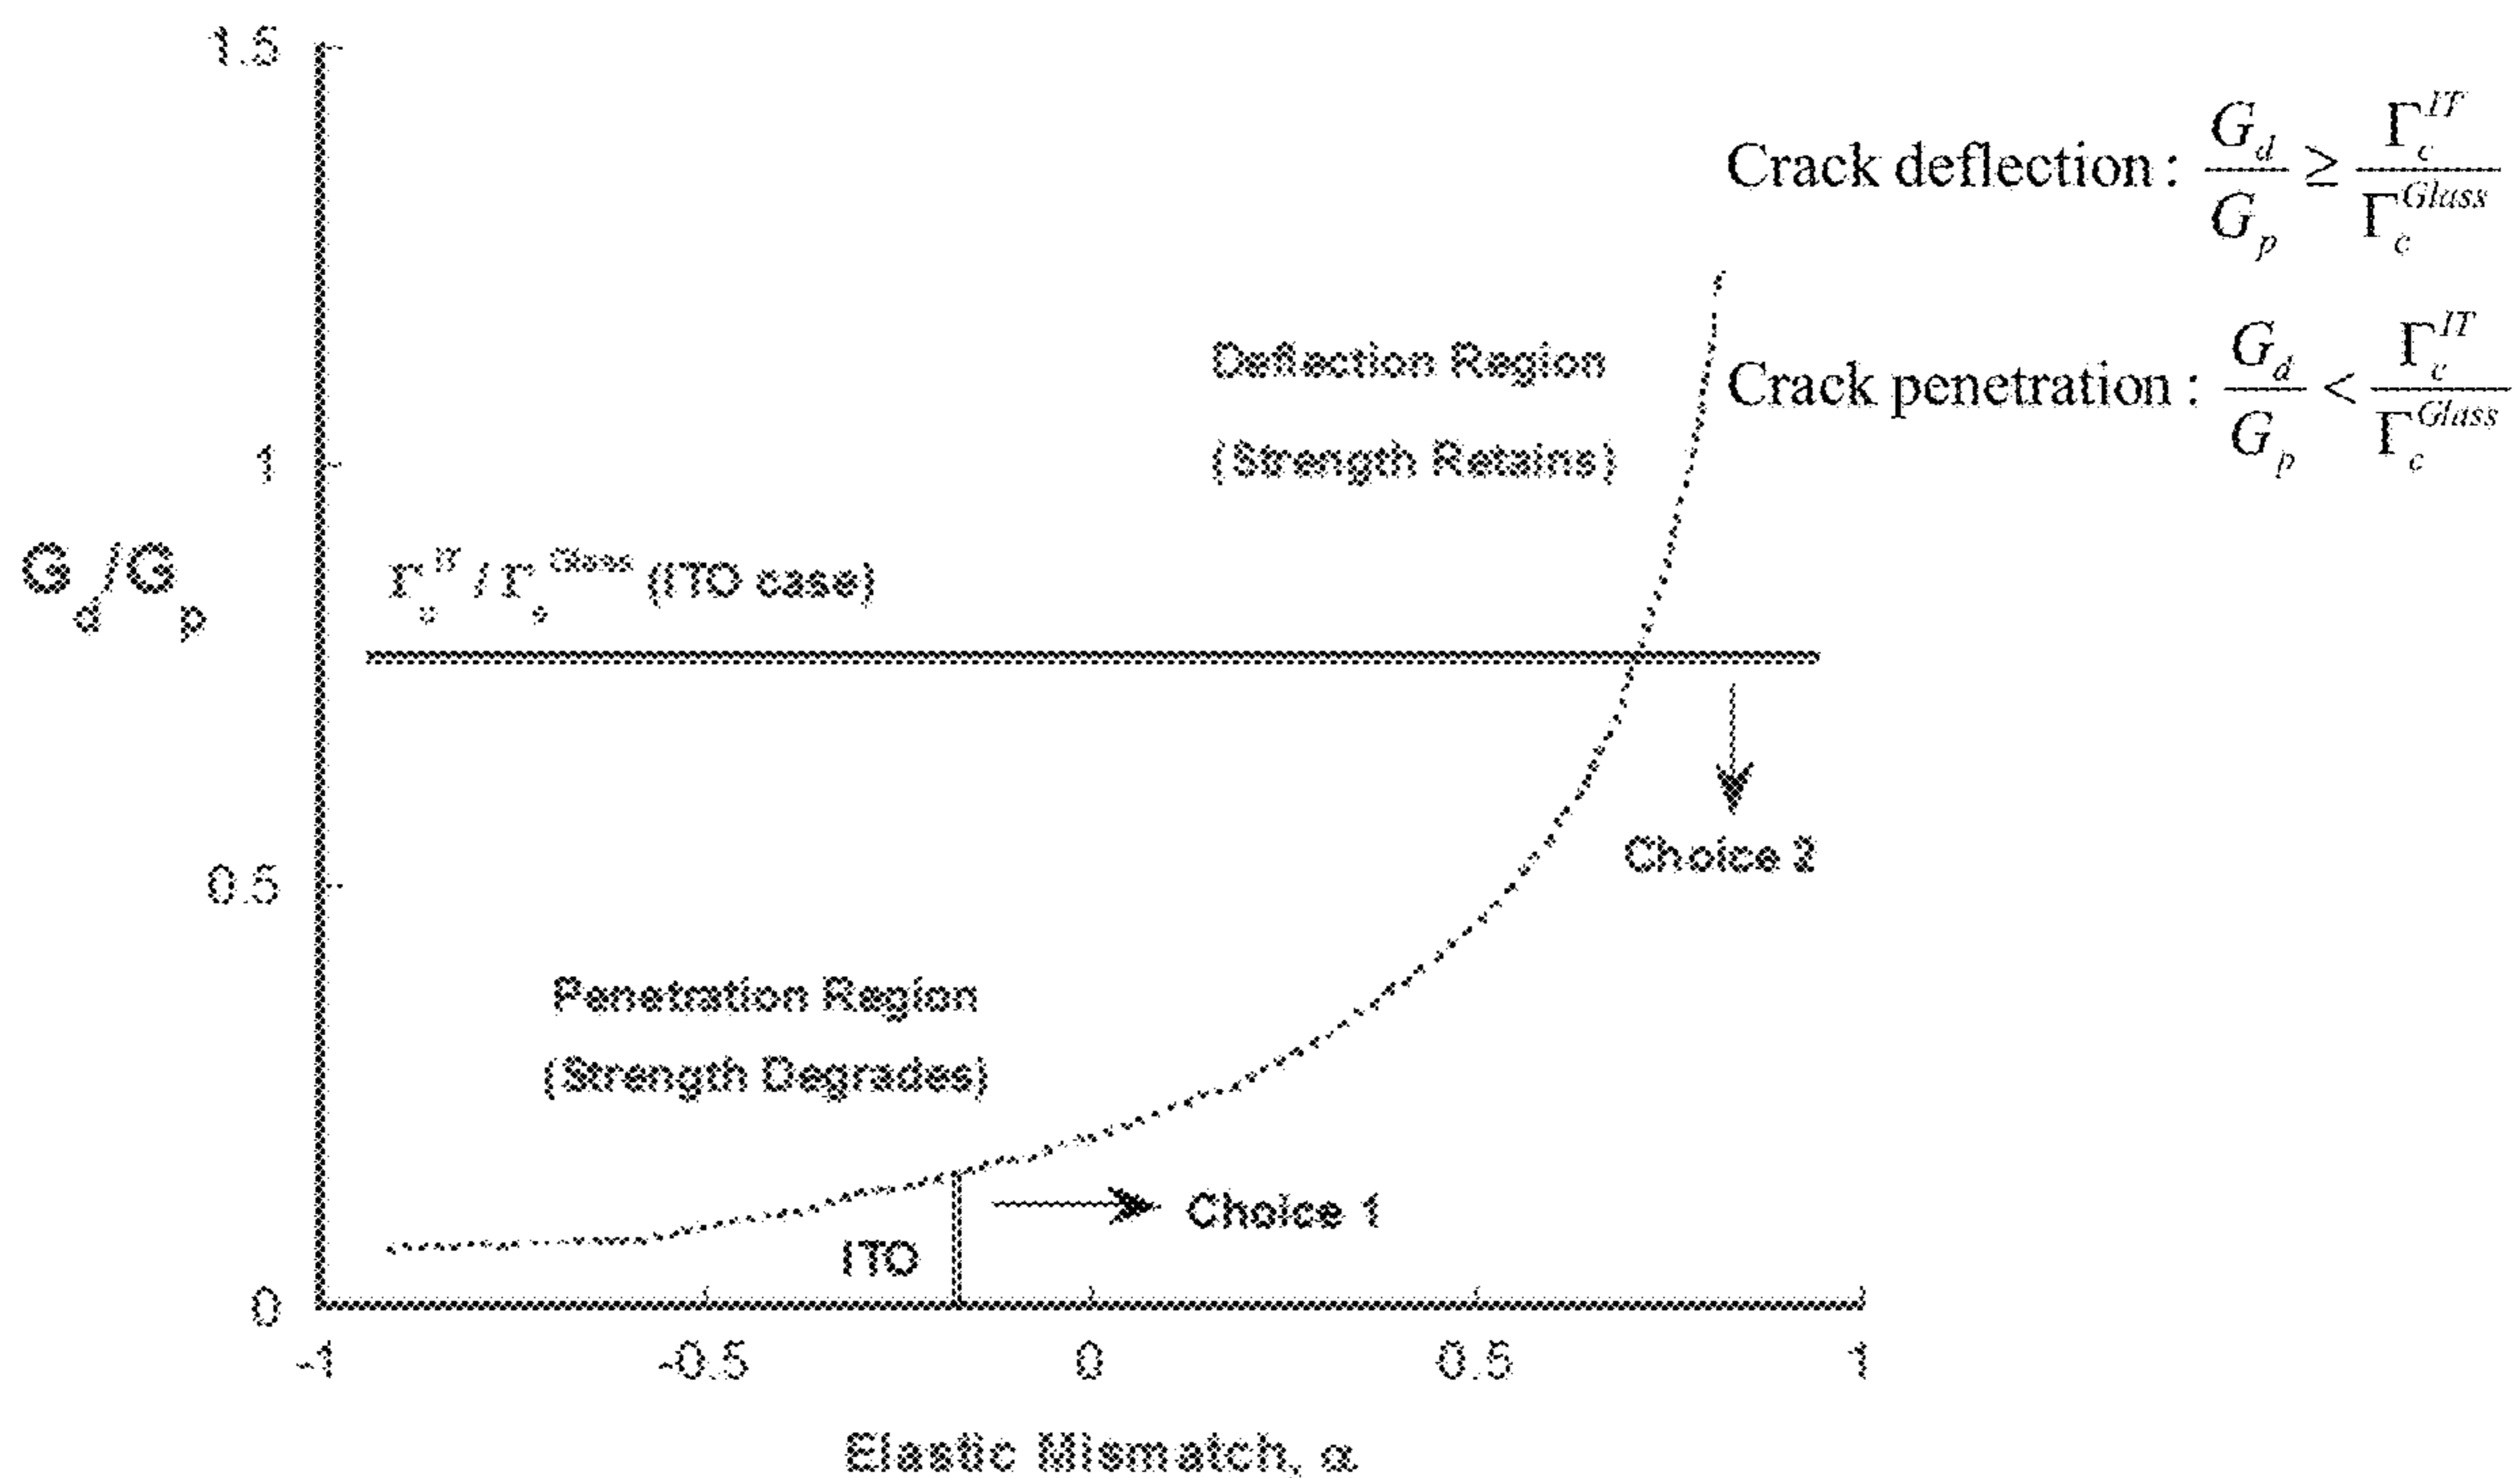 1.5
Crack deflection : G_d/G_p ≥ Γ_c^IT/Γ_c^Glass
Deflection Region
Crack penetration : G_d/G_p < Γ_c^IT/Γ_c^Glass
1
(Strength Retains)
G_d/G_p
Γ_c^IT / Γ_c^Glass (ITO case)
Choice 2
0.5
Penetration Region
(Strength Degrades)
Choice 1
ITO
0
-1 -0.5 0 0.5 1
Elastic Mismatch, α